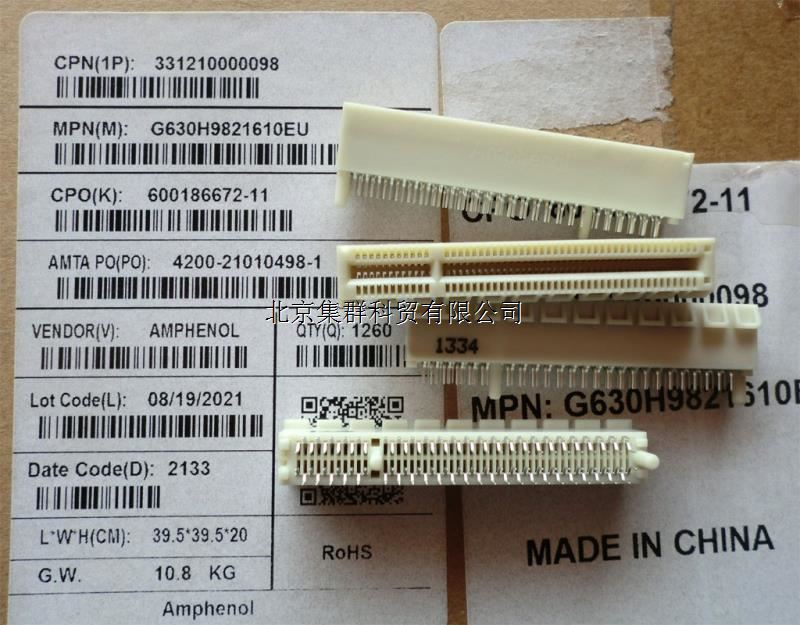 CPN(1P): 331210000098
MPN(M): G630H9821610EU
CPO(K): 600186672-11
2-11
AMTA PO(PO): 4200-21010498-1
0098
北京集群科贸有限公司
VENDOR(V): AMPHENOL
QTY(Q): 1260
1334
Lot Code(L): 08/19/2021
MPN: G630H9821610E
Date Code(D): 2133
L*W*H(CM): 39.5*39.5*20
RoHS
MADE IN CHINA
G.W. 10.8 KG
Amphenol